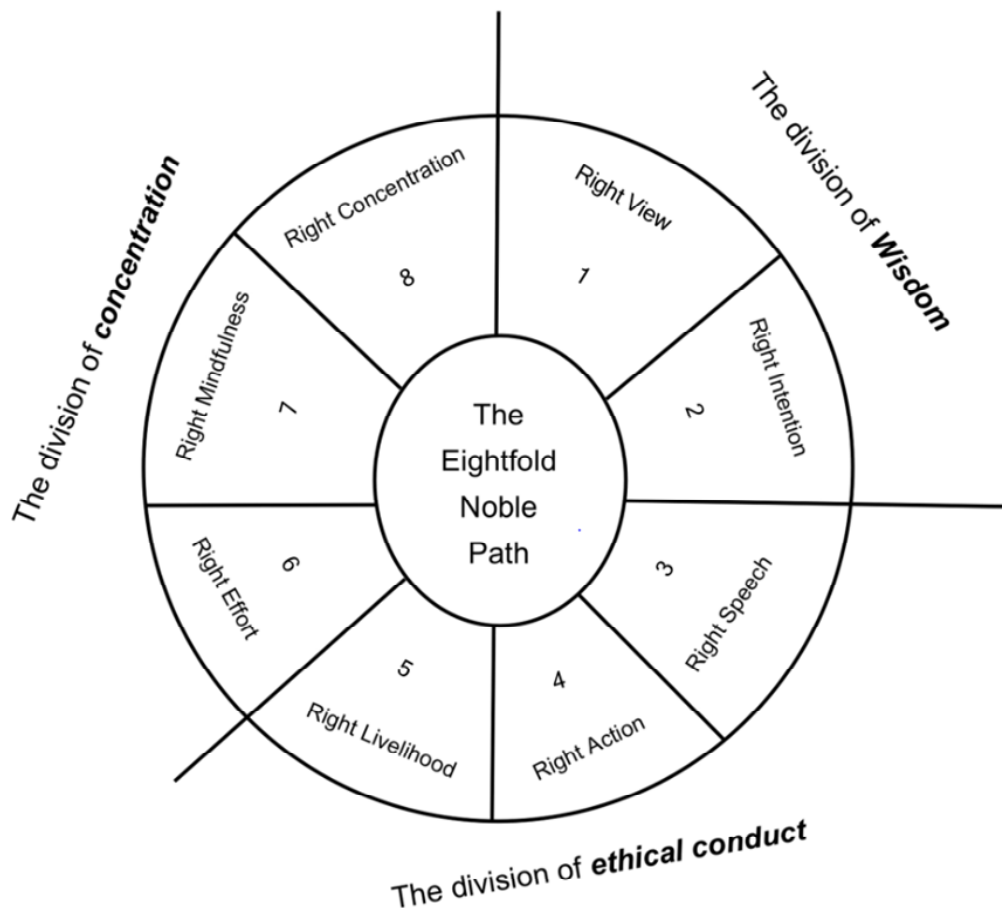 The division of Wisdom
Right View
1
Right Intention
2
Right Speech
3
Right Action
4
Right Livelihood
5
Right Effort
6
Right Mindfulness
7
Right Concentration
8
The
Eightfold
Noble
Path
The division of concentration
The division of ethical conduct